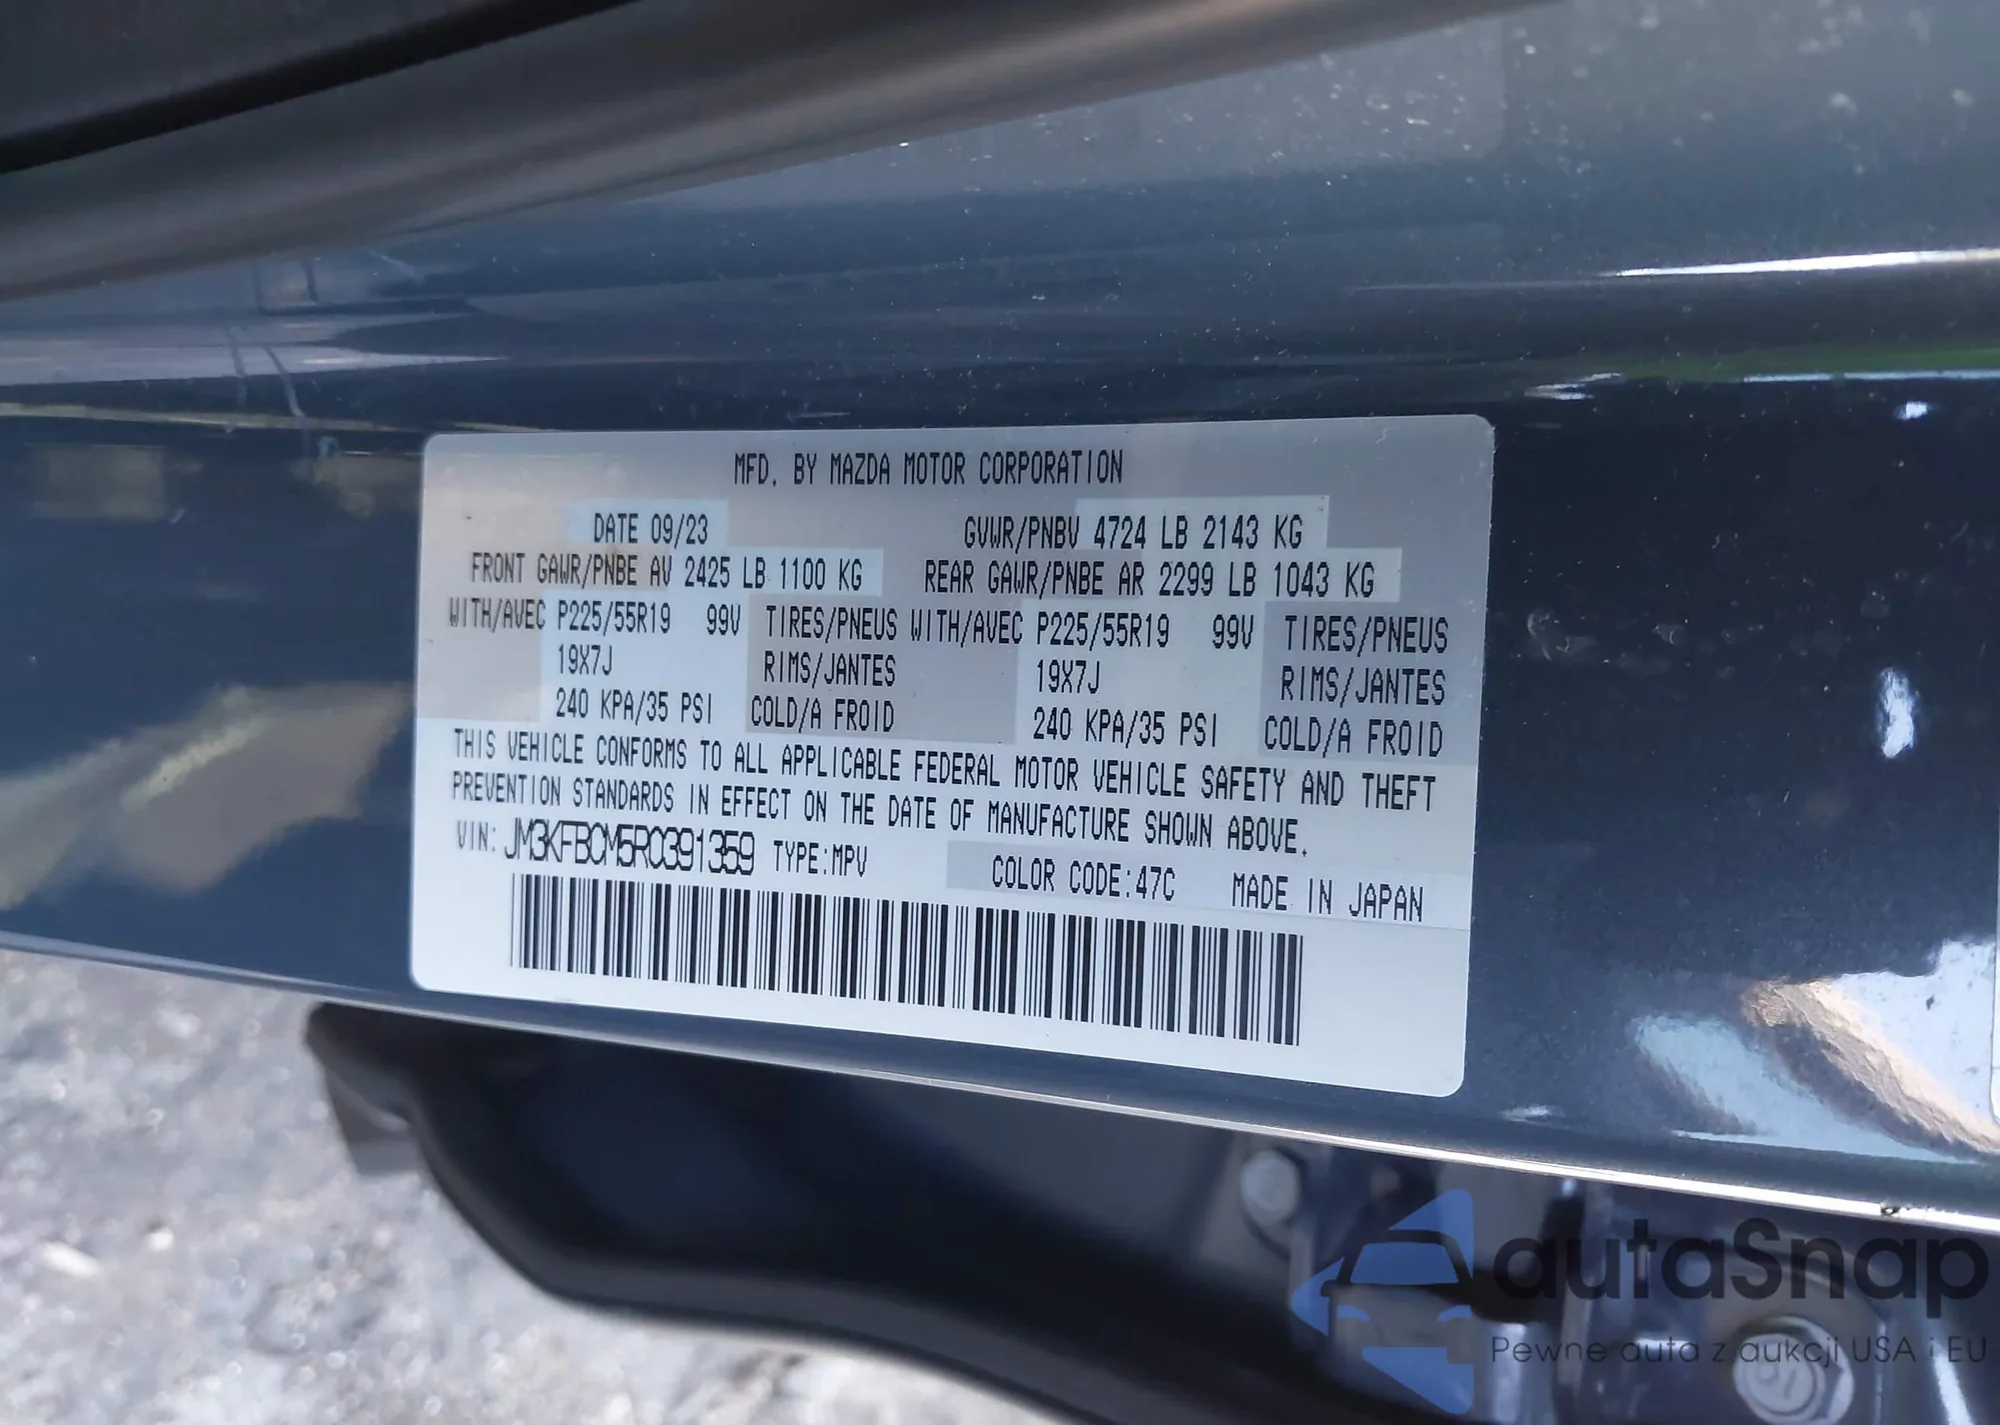 MFD. BY MAZDA MOTOR CORPORATION
DATE 09/23 GVWR/PNBV 4724 LB 2143 KG
FRONT GAWR/PNBE AV 2425 LB 1100 KG REAR GAWR/PNBE AR 2299 LB 1043 KG
WITH/AVEC P225/55R19 99V TIRES/PNEUS WITH/AVEC P225/55R19 99V TIRES/PNEUS
19X7J RIMS/JANTES 19X7J RIMS/JANTES
240 KPA/35 PSI COLD/A FROID 240 KPA/35 PSI COLD/A FROID
THIS VEHICLE CONFORMS TO ALL APPLICABLE FEDERAL MOTOR VEHICLE SAFETY AND THEFT
PREVENTION STANDARDS IN EFFECT ON THE DATE OF MANUFACTURE SHOWN ABOVE.
VIN: JM3KFBCM5R0391359 TYPE:MPV COLOR CODE:47C MADE IN JAPAN
autaSnap
Pewne auta z aukcji USA i EU